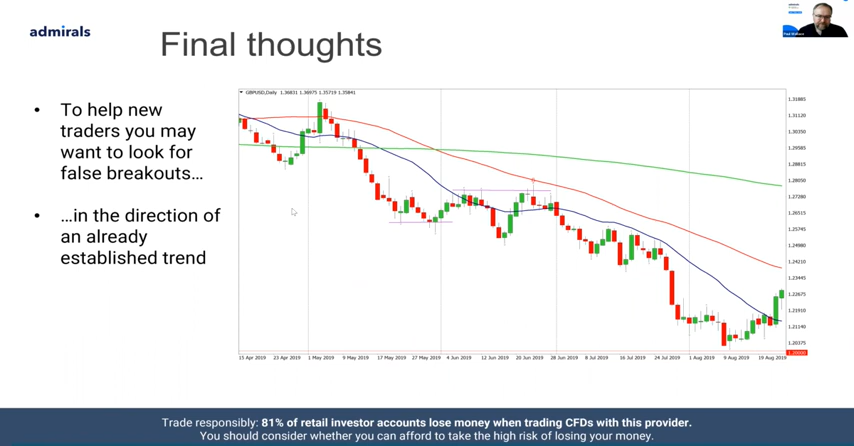 admirals
Final thoughts
• To help new
traders you may
want to look for
false breakouts...
• ...in the direction of
an already
established trend
GBPUSD,Daily 1.36831 1.36975 1.35719 1.35841
1.31885
1.31120
1.30350
1.29585
1.28815
1.28050
1.27280
1.26515
1.25745
1.24980
1.24210
1.23445
1.22675
1.21910
1.21140
1.20375
15 Apr 2019 23 Apr 2019 1 May 2019 9 May 2019 17 May 2019 27 May 2019 4 Jun 2019 12 Jun 2019 20 Jun 2019 28 Jun 2019 8 Jul 2019 16 Jul 2019 24 Jul 2019 1 Aug 2019 9 Aug 2019 19 Aug 2019
Trade responsibly: 81% of retail investor accounts lose money when trading CFDs with this provider.
You should consider whether you can afford to take the high risk of losing your money.